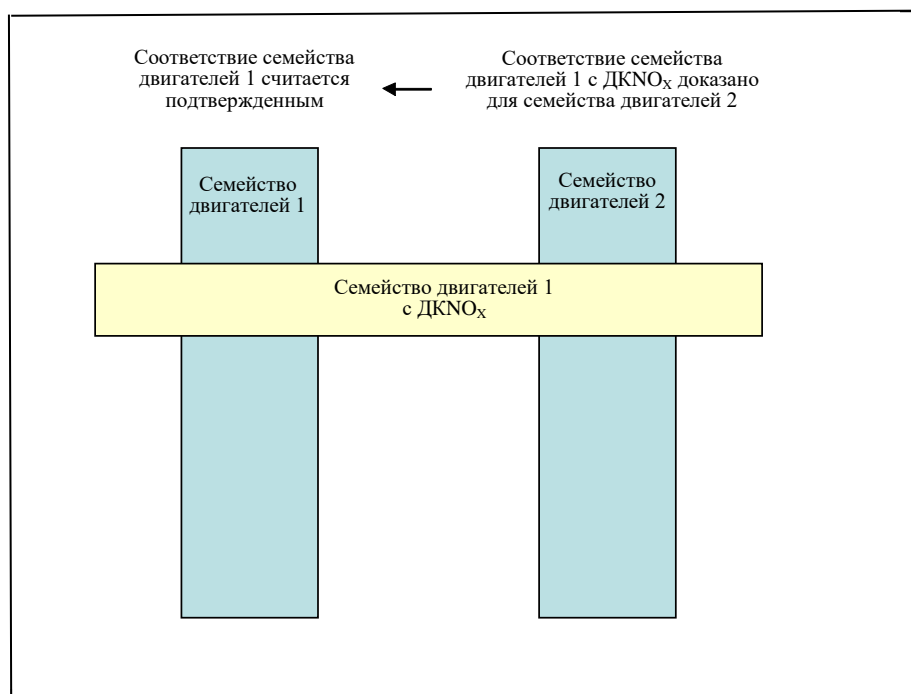 Соответствие семейства
двигателей 1 считается
подтвержденным
Соответствие семейства
двигателей 1 с ДКNOX доказано
для семейства двигателей 2
Семейство
двигателей 1
Семейство
двигателей 2
Семейство двигателей 1
с ДКNOX